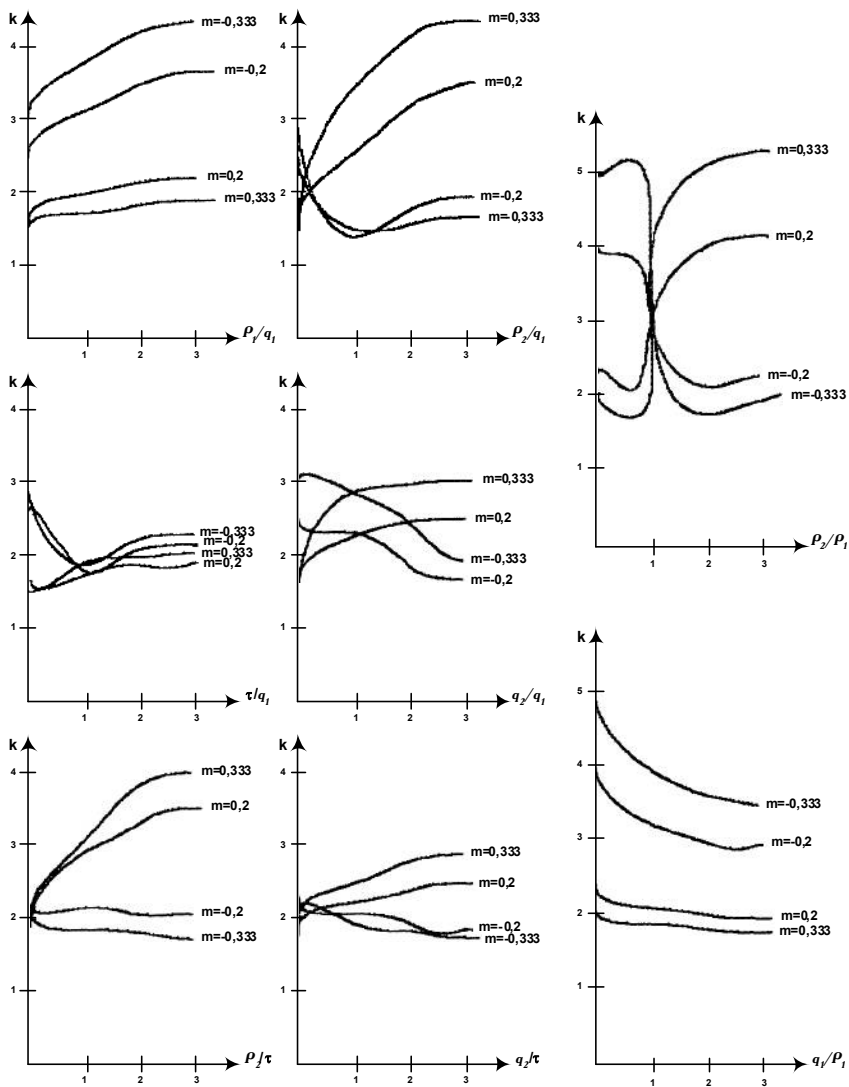 k
4
3
2
1
m=-0,333
m=-0,2
m=0,2
m=0,333
1 2 3
ρ1/q1
k
4
3
2
1
m=0,333
m=0,2
m=-0,2
m=-0,333
1 2 3
ρ2/q1
k
5
4
3
2
1
m=0,333
m=0,2
m=-0,2
m=-0,333
1 2 3
ρ2/ρ1
k
4
3
2
1
m=-0,333
m=-0,2
m=0,333
m=0,2
1 2 3
τ/q1
k
4
3
2
1
m=0,333
m=0,2
m=-0,333
m=-0,2
1 2 3
q2/q1
k
4
3
2
1
m=0,333
m=0,2
m=-0,2
m=-0,333
1 2 3
ρ2/τ
k
4
3
2
1
m=0,333
m=0,2
m=-0,2
m=-0,333
1 2 3
q2/τ
k
5
4
3
2
1
m=-0,333
m=-0,2
m=0,2
m=0,333
1 2 3
q1/ρ1